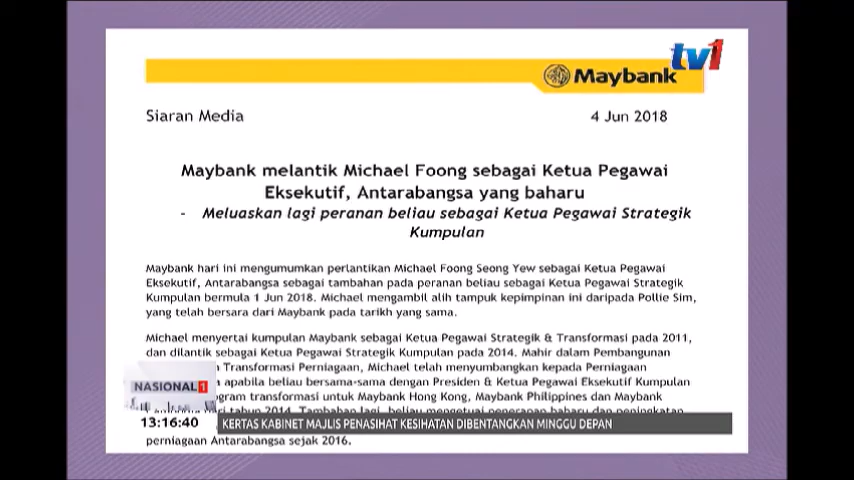 tv1
Maybank
Siaran Media
4 Jun 2018
Maybank melantik Michael Foong sebagai Ketua Pegawai
Eksekutif, Antarabangsa yang baharu
- Meluaskan lagi peranan beliau sebagai Ketua Pegawai Strategik
Kumpulan
Maybank hari ini mengumumkan perlantikan Michael Foong Seong Yew sebagai Ketua Pegawai
Eksekutif, Antarabangsa sebagai tambahan pada peranan beliau sebagai Ketua Pegawai Strategik
Kumpulan bermula 1 Jun 2018. Michael mengambil alih tampuk kepimpinan ini daripada Pollie Sim,
yang telah bersara dari Maybank pada tarikh yang sama.
Michael menyertai kumpulan Maybank sebagai Ketua Pegawai Strategik & Transformasi pada 2011,
dan dilantik sebagai Ketua Pegawai Strategik Kumpulan pada 2014. Mahir dalam Pembangunan
Transformasi Perniagaan, Michael telah menyumbangkan kepada Perniagaan
apabila beliau bersama-sama dengan Presiden & Ketua Pegawai Eksekutif Kumpulan
transformasi untuk Maybank Hong Kong, Maybank Philippines dan Maybank
tahun 2014. Tambahan lagi, beliau mengetuai penerapan baharu dan peningkatan
perniagaan Antarabangsa sejak 2016.
NASIONAL 1
13:16:40
KERTAS KABINET MAJLIS PENASIHAT KESIHATAN DIBENTANGKAN MINGGU DEPAN